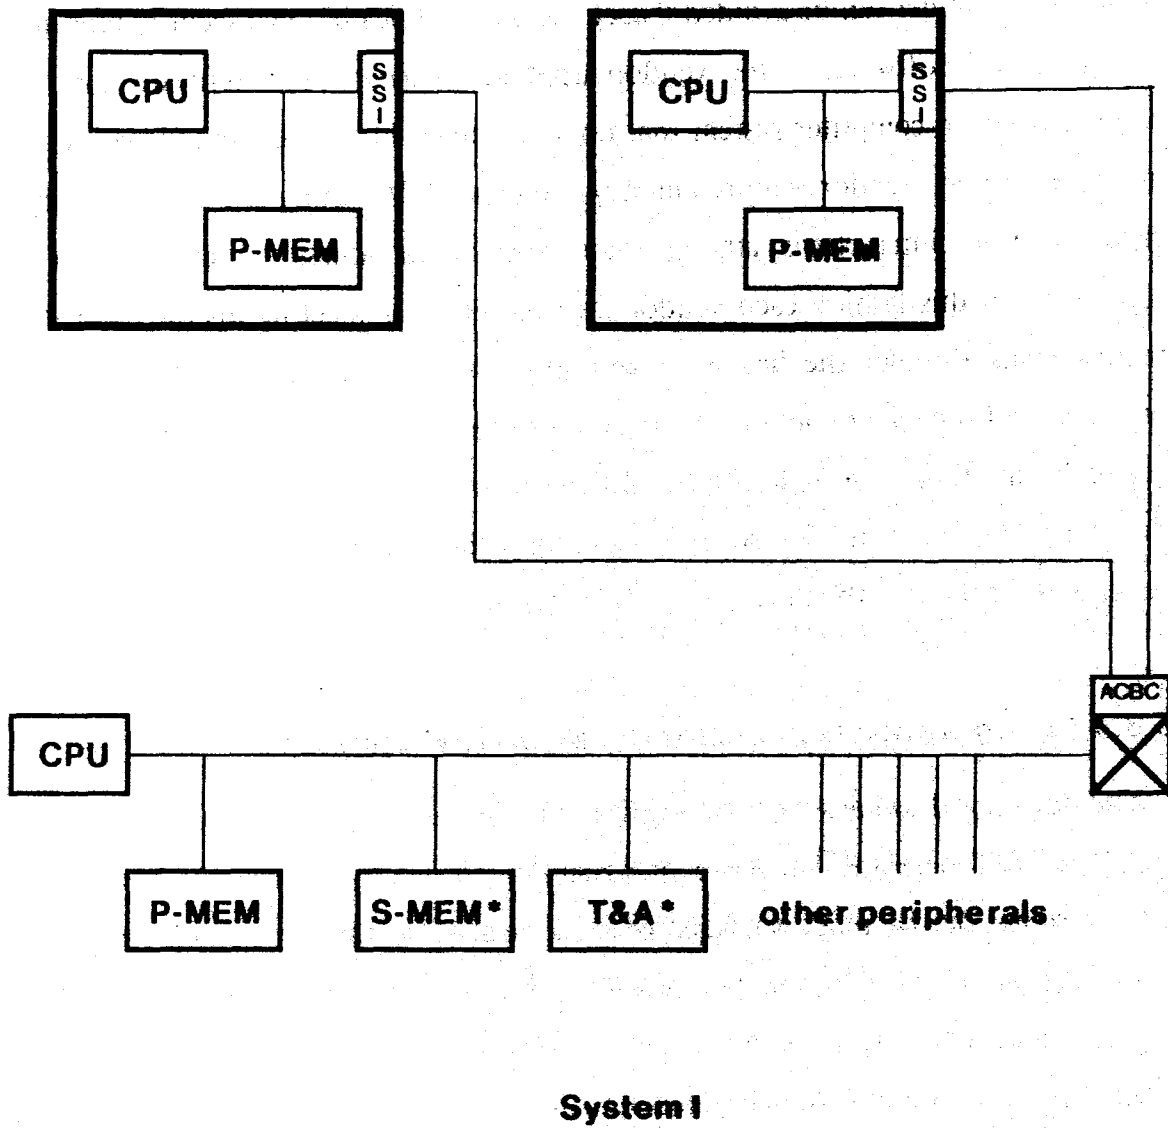 CPU
SSI
P-MEM
CPU
SSI
P-MEM
ACBC
CPU
P-MEM
S-MEM*
T&A*
other peripherals
System I